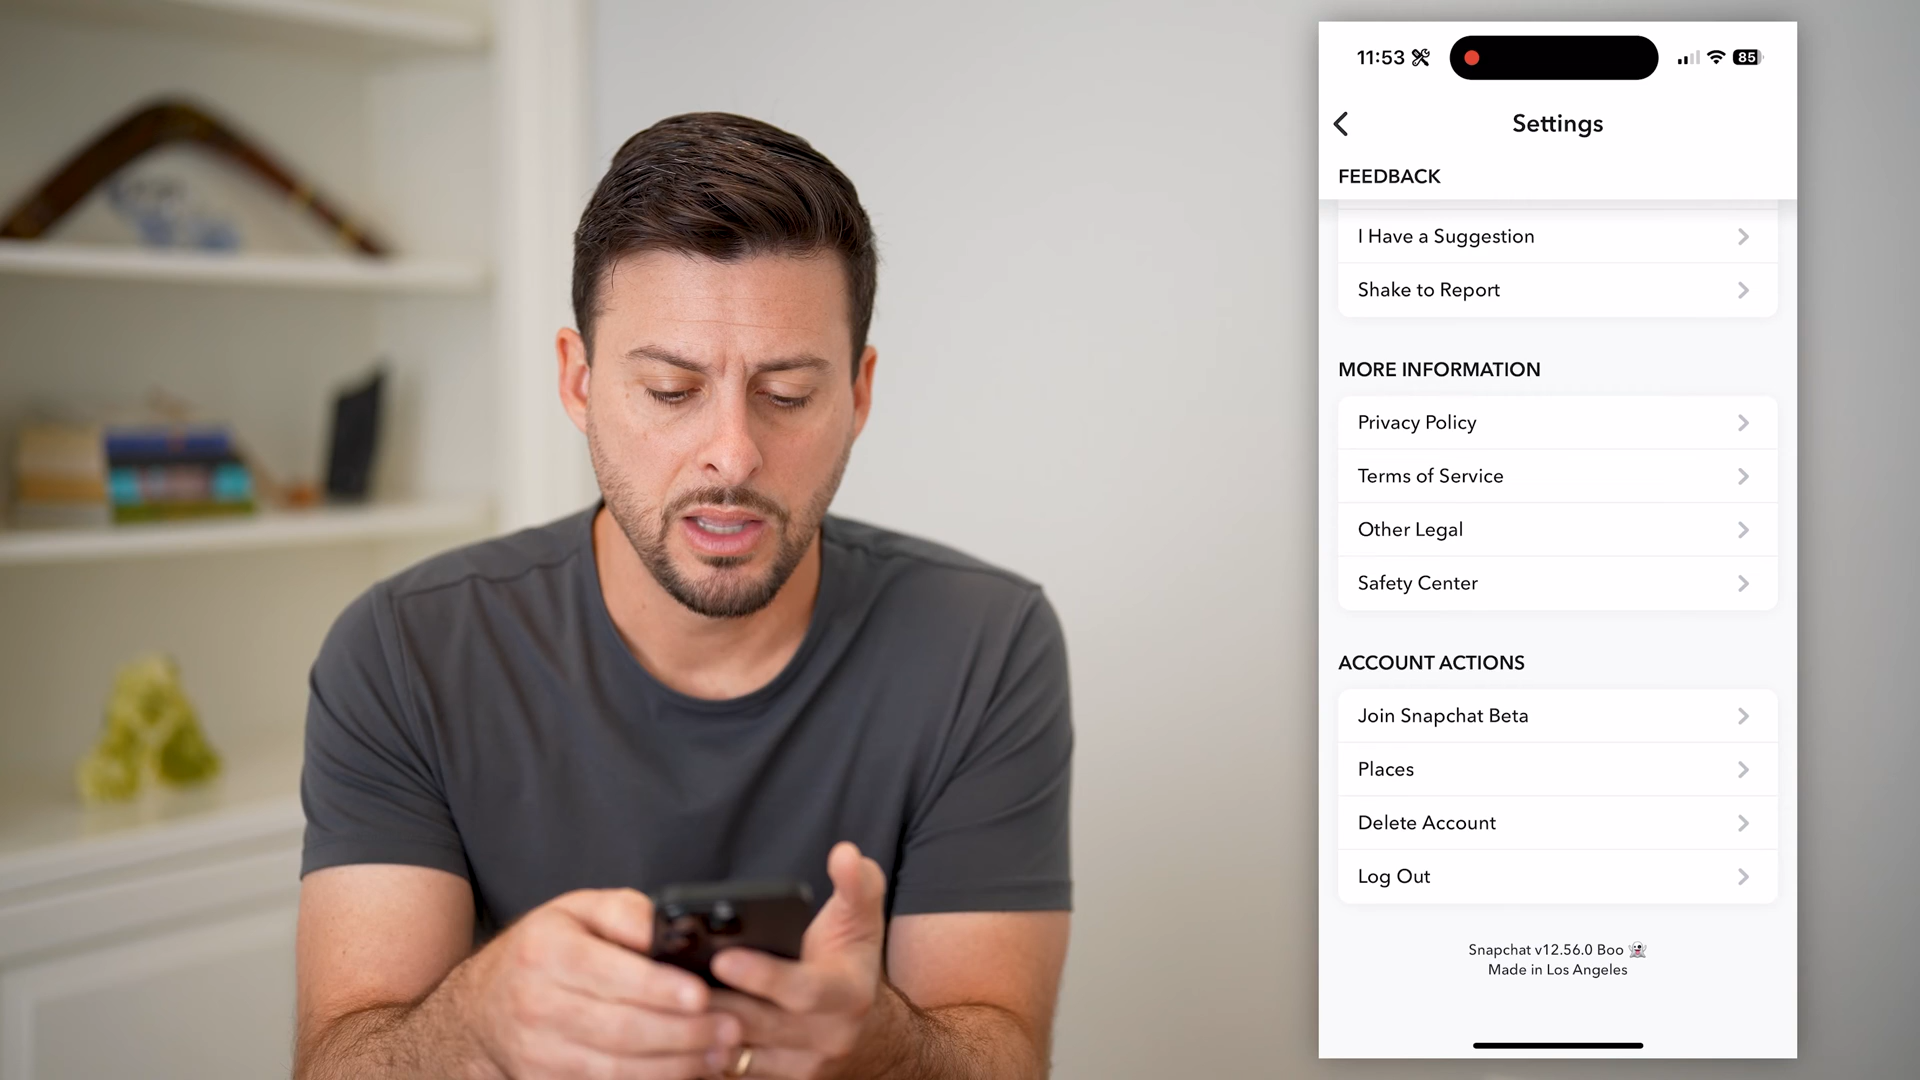 11:53
85
Settings
FEEDBACK
I Have a Suggestion
Shake to Report
MORE INFORMATION
Privacy Policy
Terms of Service
Other Legal
Safety Center
ACCOUNT ACTIONS
Join Snapchat Beta
Places
Delete Account
Log Out
Snapchat v12.56.0 Boo 👻
Made in Los Angeles